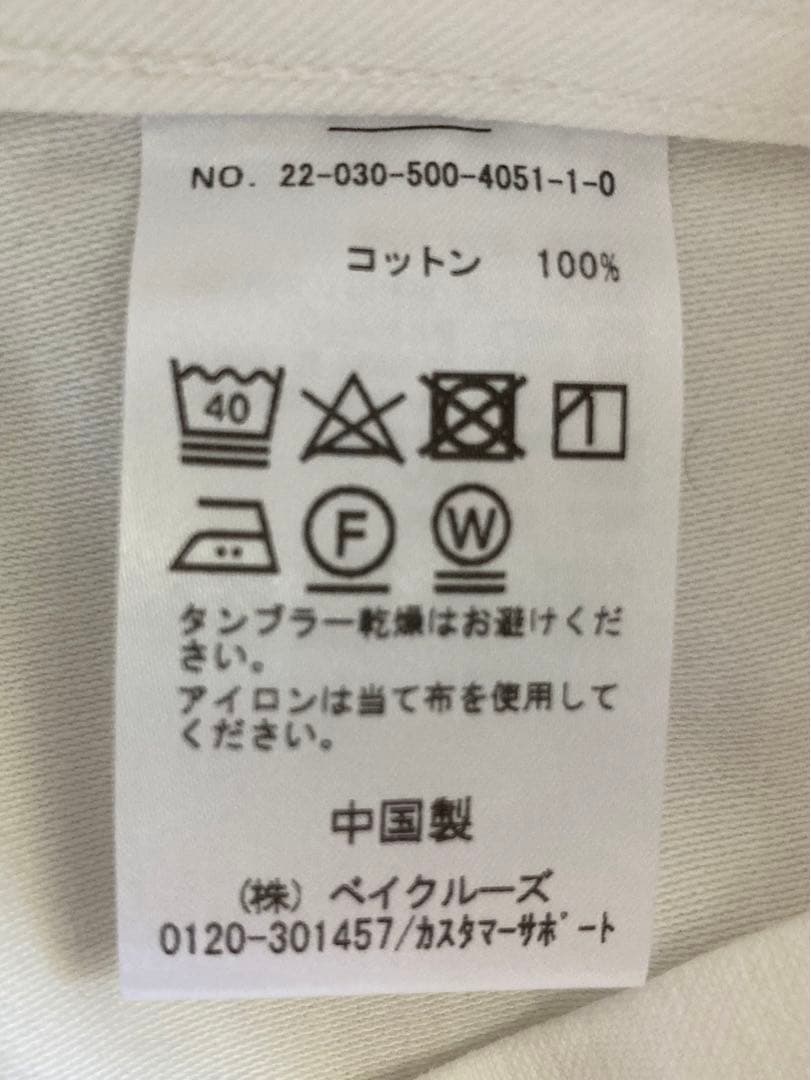 NO. 22-030-500-4051-1-0
コットン 100%
40
F W
タンブラー乾燥はお避けくだ
さい。
アイロンは当て布を使用して
ください。
中国製
(株) ベイクルーズ
0120-301457/カスタマーサポート